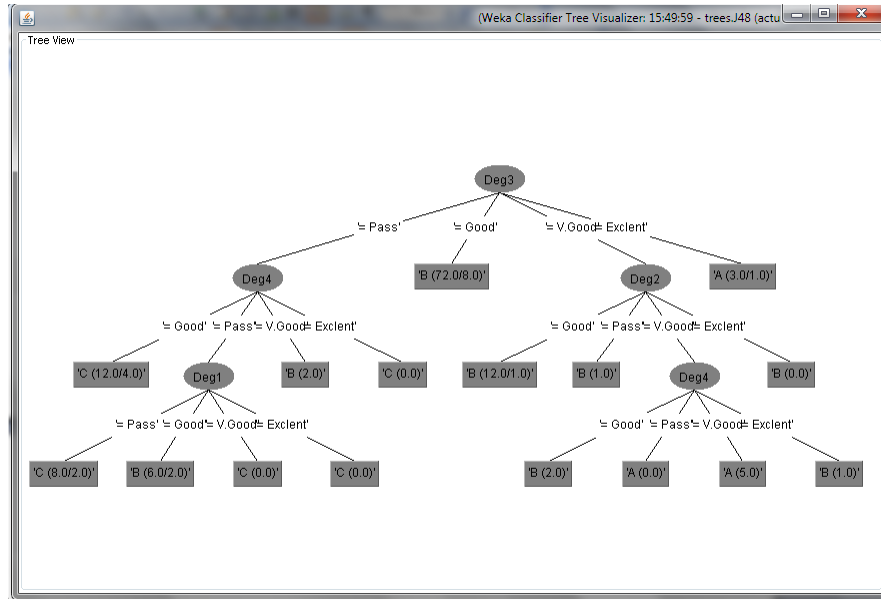 (Weka Classifier Tree Visualizer: 15:49:59 - trees.J48 (actu
Tree View
Deg3
'= Pass' '= Good' '= V.Good' '= Exclent'
Deg4 'B (72.0/8.0)' Deg2 'A (3.0/1.0)'
'= Good' '= Pass' '= V.Good' '= Exclent' '= Good' '= Pass' '= V.Good' '= Exclent'
'C (12.0/4.0)' Deg1 'B (2.0)' 'C (0.0)' 'B (12.0/1.0)' 'B (1.0)' Deg4 'B (0.0)'
'= Pass' '= Good' '= V.Good' '= Exclent' '= Good' '= Pass' '= V.Good' '= Exclent'
'C (8.0/2.0)' 'B (6.0/2.0)' 'C (0.0)' 'C (0.0)' 'B (2.0)' 'A (0.0)' 'A (5.0)' 'B (1.0)'